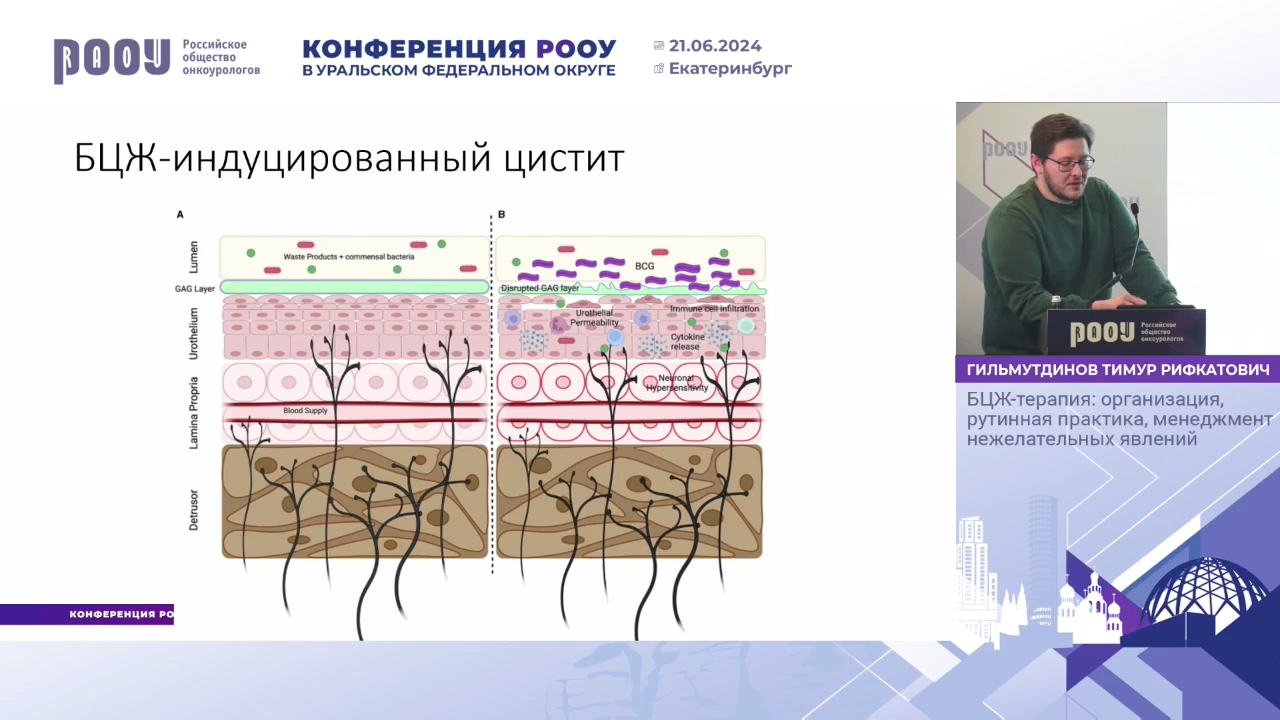 РООУ
RAOU
Российское
общество
онкоурологов
КОНФЕРЕНЦИЯ РООУ
В УРАЛЬСКОМ ФЕДЕРАЛЬНОМ ОКРУГЕ
21.06.2024
Екатеринбург
БЦЖ-индуцированный цистит
A
B
Lumen
Waste Products + commensal bacteria
BCG
GAG Layer
Disrupted GAG layer
Urothelium
Urothelial
Permeability
Immune cell infiltration
Cytokine
release
Lamina Propria
Neuronal
Hypersensitivity
Blood Supply
Detrusor
КОНФЕРЕНЦИЯ РО
РООУ
РООУ
Российское
общество
онкоурологов
ГИЛЬМУТДИНОВ ТИМУР РИФКАТОВИЧ
БЦЖ-терапия: организация,
рутинная практика, менеджмент
нежелательных явлений